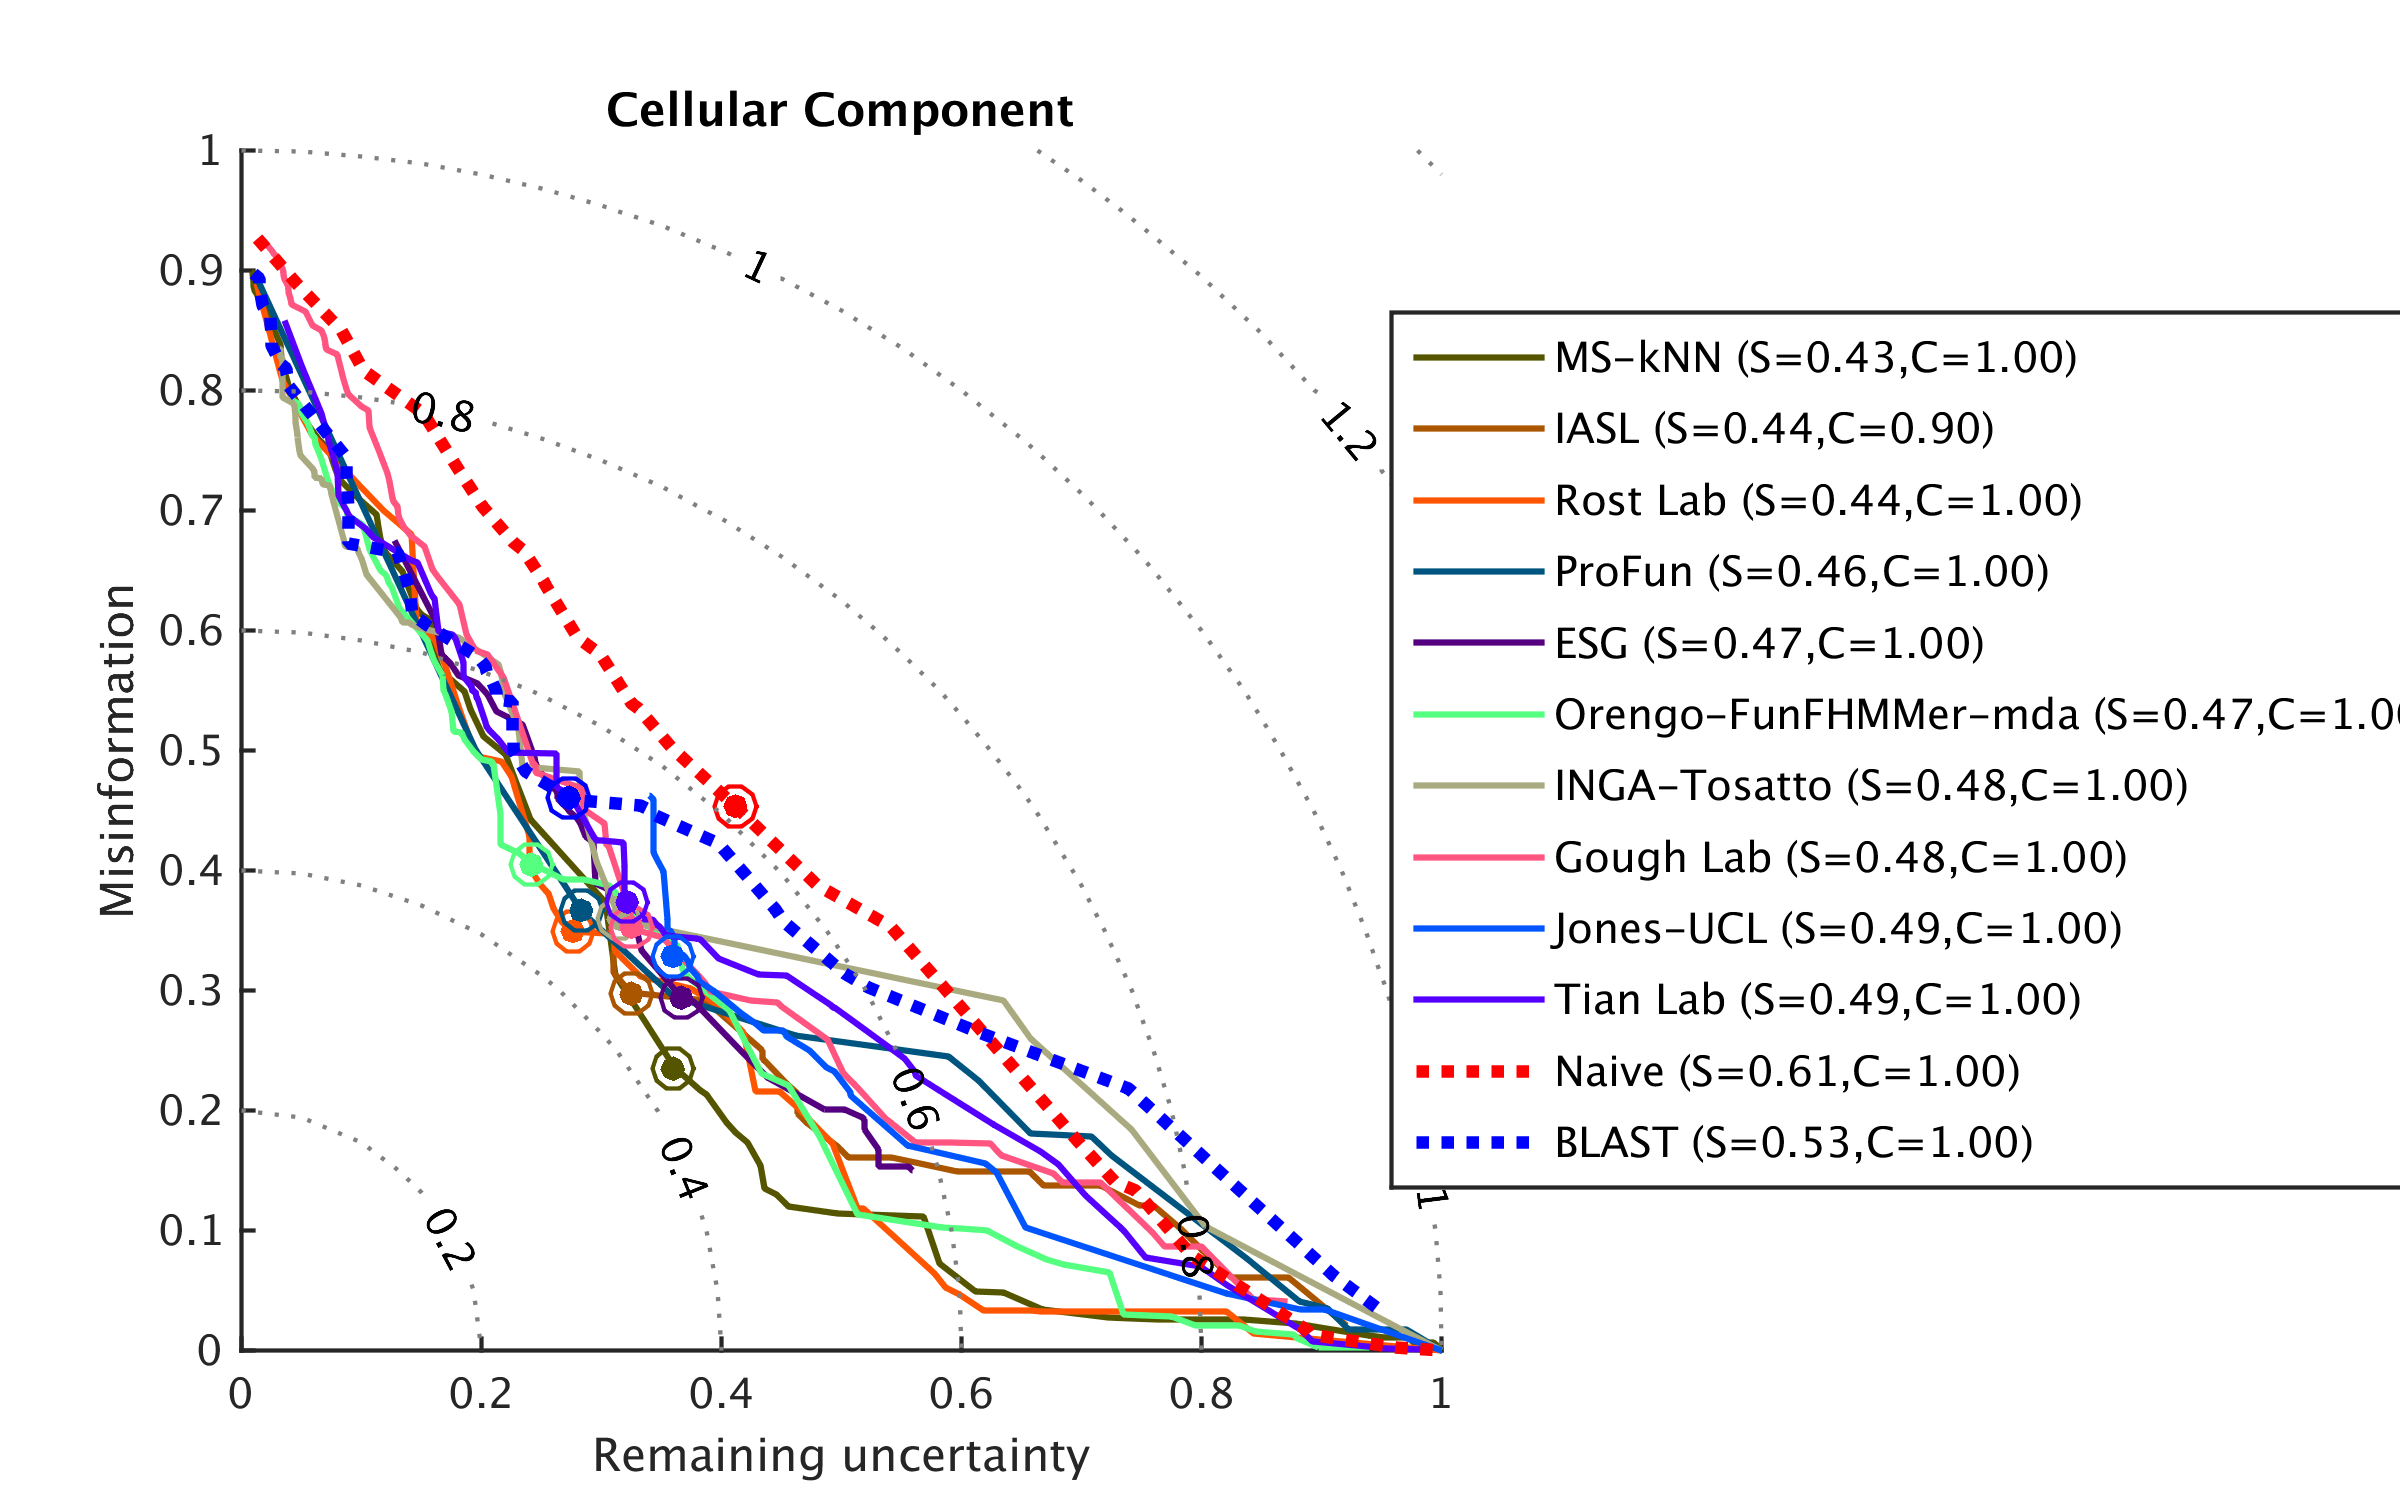 Cellular Component
Misinformation
1
0.9
0.8
0.7
0.6
0.5
0.4
0.3
0.2
0.1
0
0 0.2 0.4 0.6 0.8 1
Remaining uncertainty
1
0.8
1.2
0.6
0.4
0.2
0.8
1
MS-kNN (S=0.43,C=1.00)
IASL (S=0.44,C=0.90)
Rost Lab (S=0.44,C=1.00)
ProFun (S=0.46,C=1.00)
ESG (S=0.47,C=1.00)
Orengo-FunFHMMer-mda (S=0.47,C=1.00
INGA-Tosatto (S=0.48,C=1.00)
Gough Lab (S=0.48,C=1.00)
Jones-UCL (S=0.49,C=1.00)
Tian Lab (S=0.49,C=1.00)
Naive (S=0.61,C=1.00)
BLAST (S=0.53,C=1.00)